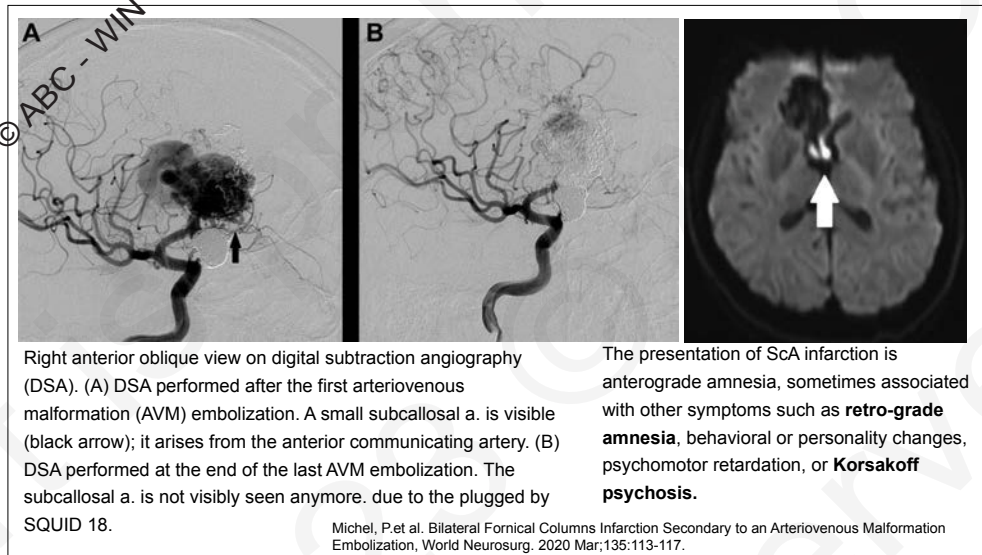 A
B
© ABC - WIN
Right anterior oblique view on digital subtraction angiography
(DSA). (A) DSA performed after the first arteriovenous
malformation (AVM) embolization. A small subcallosal a. is visible
(black arrow); it arises from the anterior communicating artery. (B)
DSA performed at the end of the last AVM embolization. The
subcallosal a. is not visibly seen anymore. due to the plugged by
SQUID 18.
The presentation of ScA infarction is
anterograde amnesia, sometimes associated
with other symptoms such as retro-grade
amnesia, behavioral or personality changes,
psychomotor retardation, or Korsakoff
psychosis.
Michel, P.et al. Bilateral Fornical Columns Infarction Secondary to an Arteriovenous Malformation
Embolization, World Neurosurg. 2020 Mar;135:113-117.